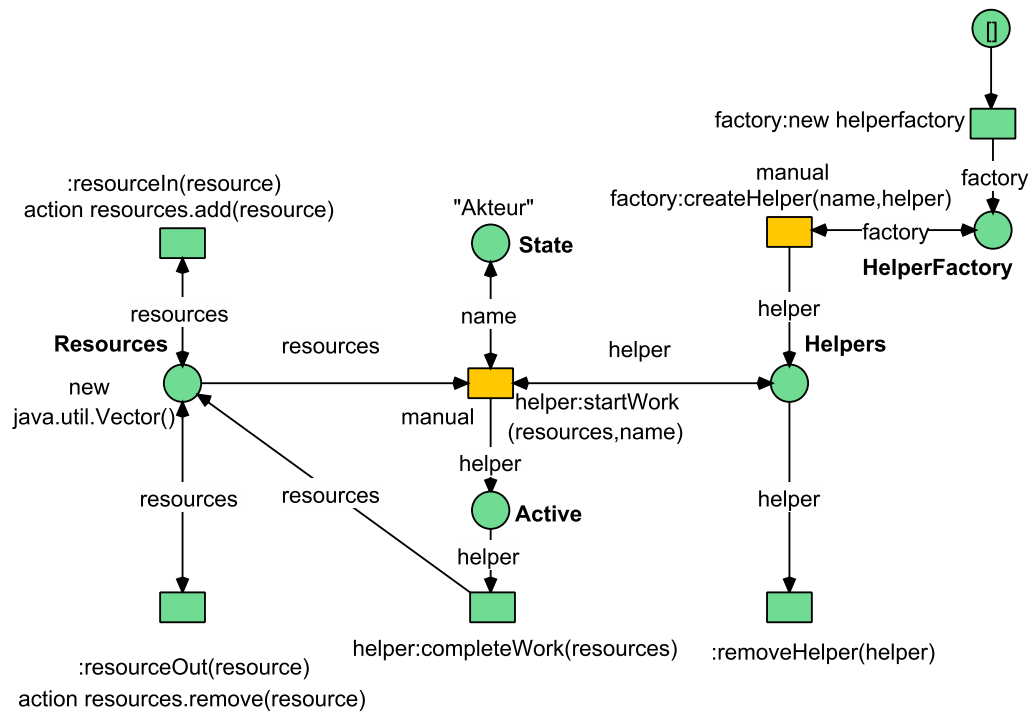 []
factory:new helperfactory
factory
manual
factory:createHelper(name,helper)
factory
HelperFactory
:resourceIn(resource)
action resources.add(resource)
"Akteur"
State
resources
name
helper
Resources
resources
helper
Helpers
new
java.util.Vector()
manual
helper:startWork
(resources,name)
helper
resources
resources
helper
Active
helper
helper:completeWork(resources)
:removeHelper(helper)
:resourceOut(resource)
action resources.remove(resource)